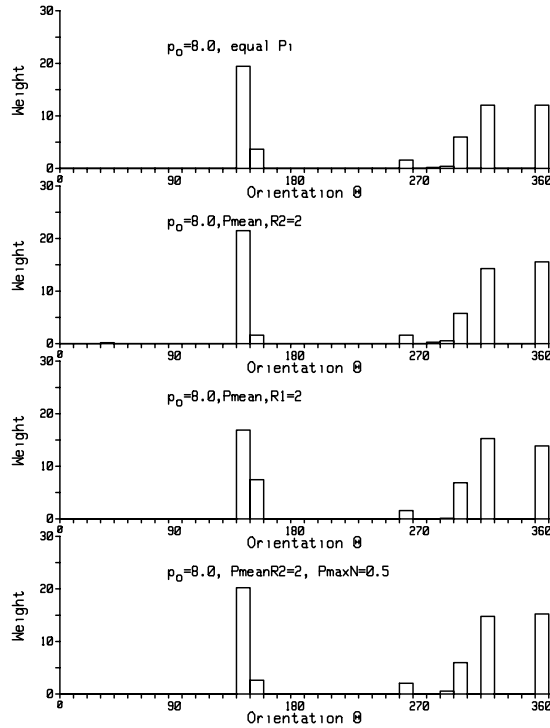 30
p₀=8.0, equal Pi
20
Weight
10
0
0 90 180 270 360
Orientation Θ
30
p₀=8.0,Pmean,R2=2
20
Weight
10
0
0 90 180 270 360
Orientation Θ
30
p₀=8.0,Pmean,R1=2
20
Weight
10
0
0 90 180 270 360
Orientation Θ
30
p₀=8.0, PmeanR2=2, PmaxN=0.5
20
Weight
10
0
0 90 180 270 360
Orientation Θ